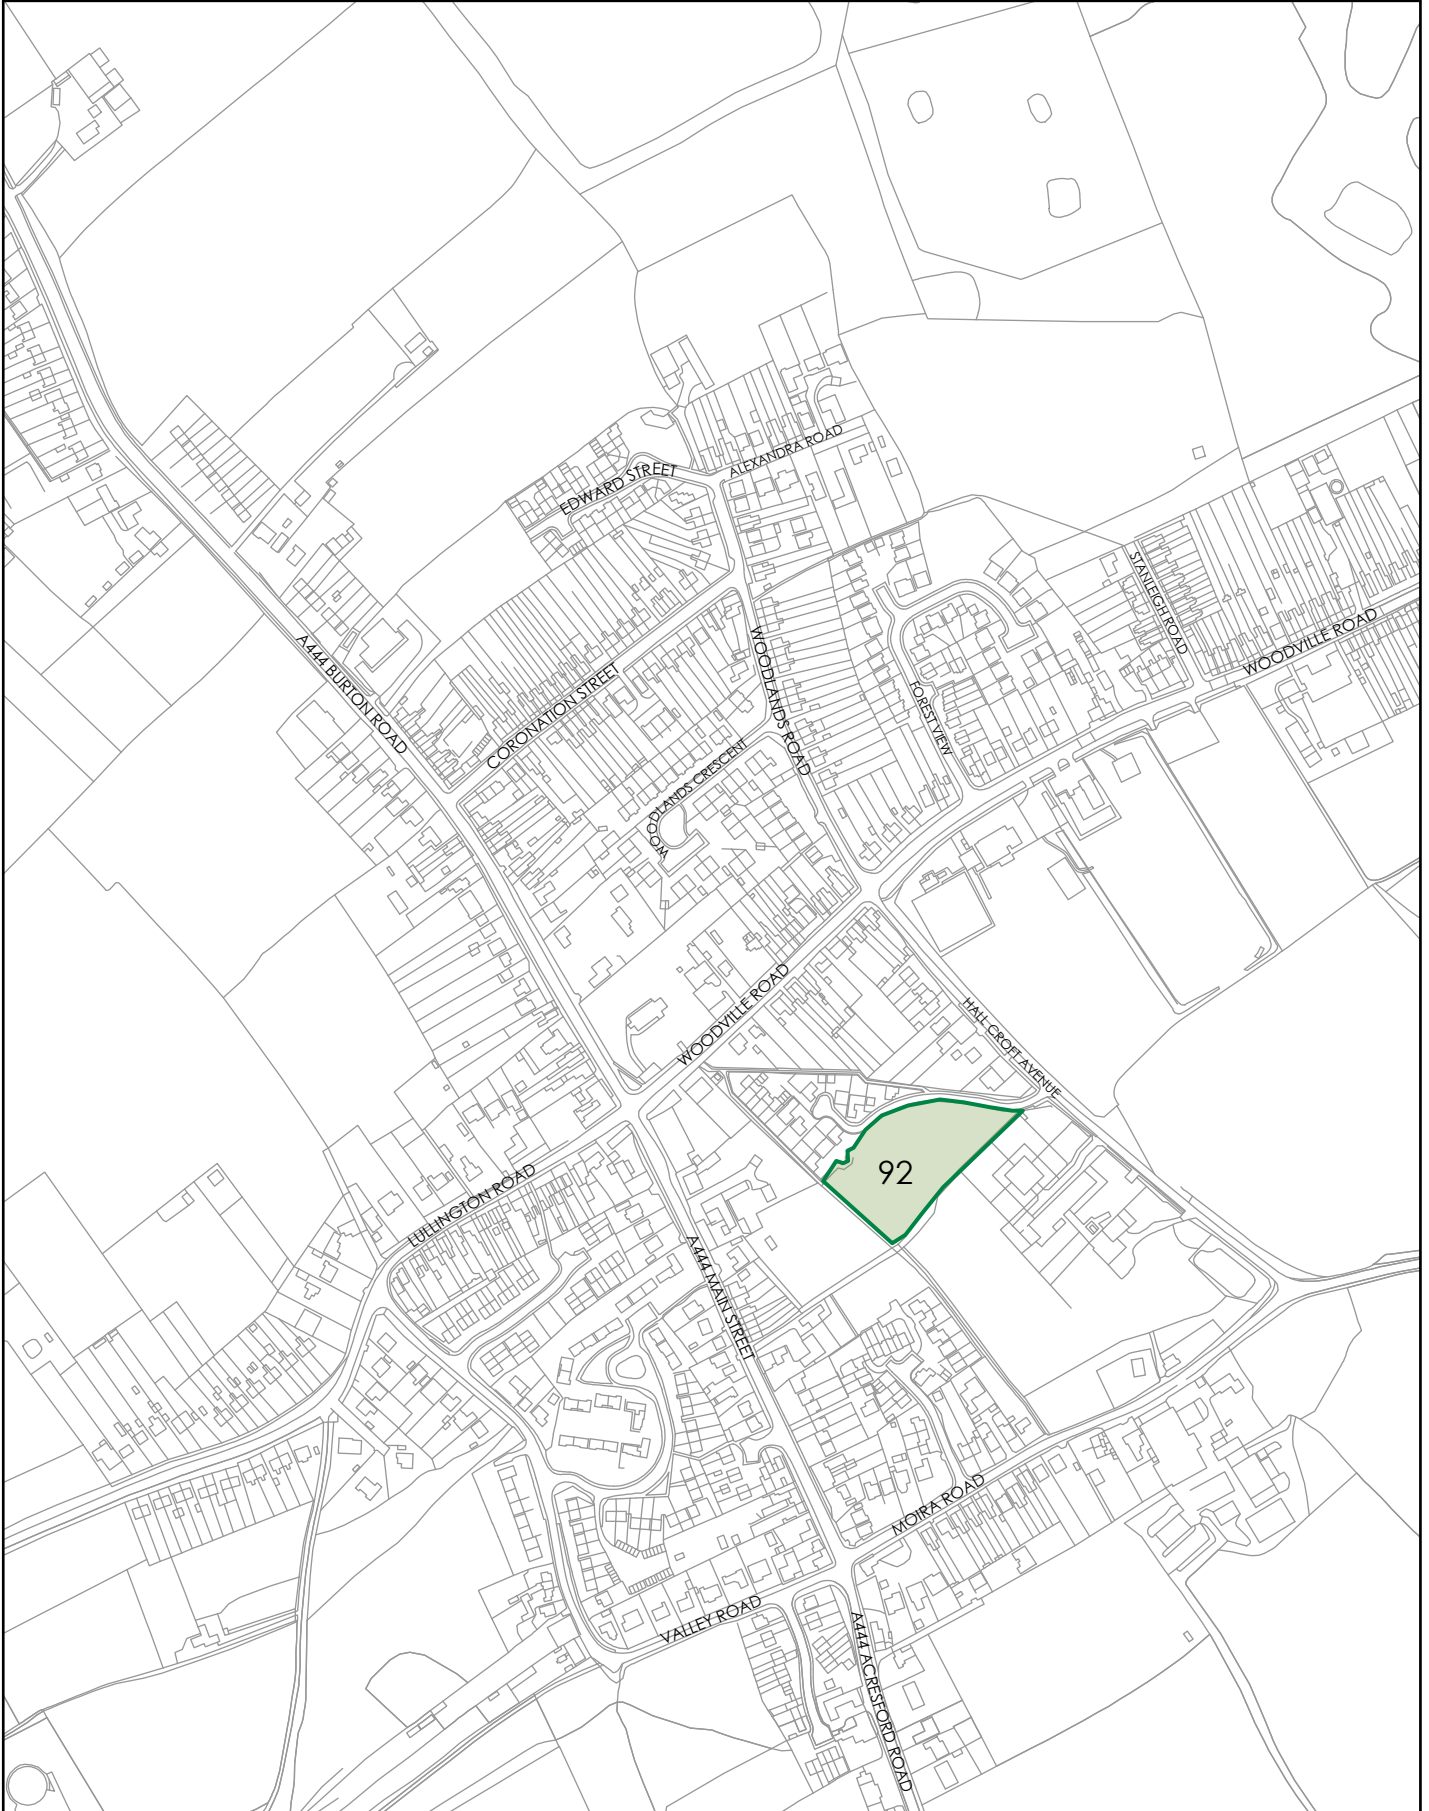 ALEXANDRA ROAD
EDWARD STREET
STANLEIGH ROAD
WOODVILLE ROAD
A444 BURTON ROAD
CORONATION STREET
WOODLANDS ROAD
FOREST VIEW
WOODLANDS CRESCENT
WOODVILLE ROAD
HALL CROFT AVENUE
92
LULLINGTON ROAD
A444 MAIN STREET
MOIRA ROAD
VALLEY ROAD
A444 ACRESFORD ROAD